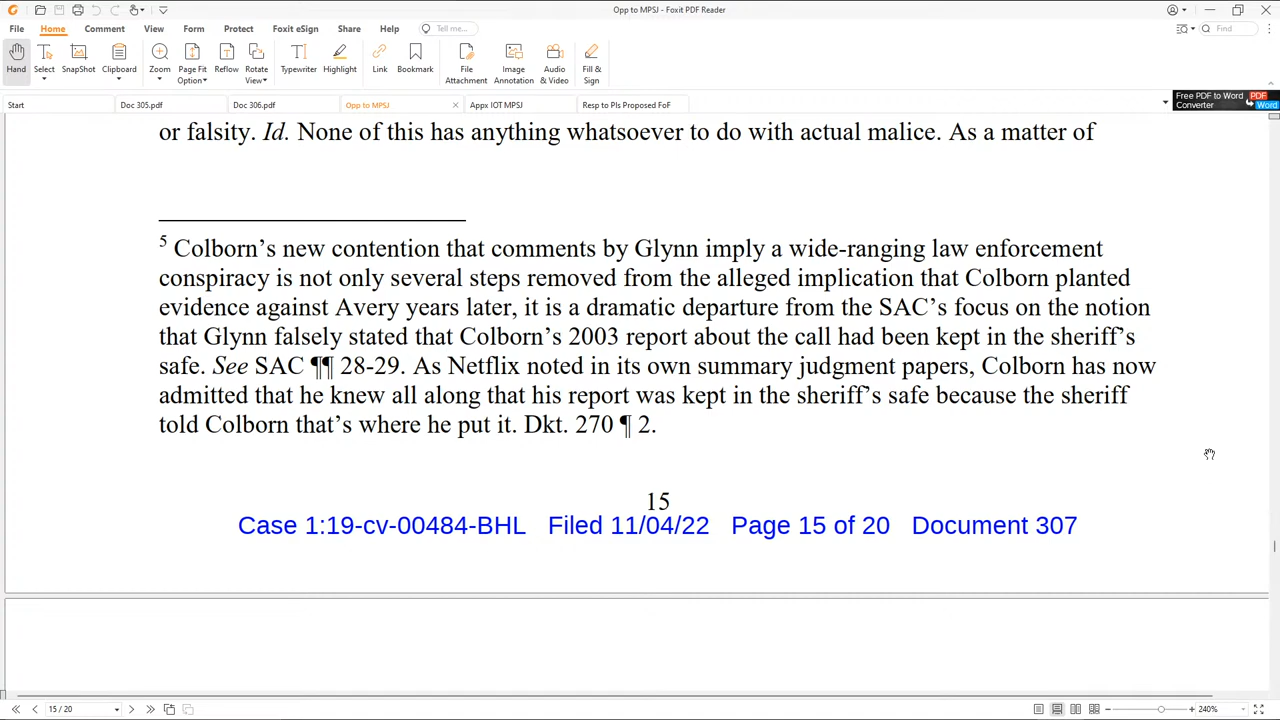 Opp to MPSJ - Foxit PDF Reader
File Home Comment View Form Protect Foxit eSign Share Help Tell me... Find
Hand Select SnapShot Clipboard Zoom Page Fit Option Reflow Rotate View Typewriter Highlight Link Bookmark File Attachment Image Annotation Audio & Video Fill & Sign
Start Doc 305.pdf Doc 306.pdf Opp to MPSJ Appx IOT MPSJ Resp to Pls Proposed FoF
Free PDF to Word Converter PDF Word
or falsity. Id. None of this has anything whatsoever to do with actual malice. As a matter of
5 Colborn’s new contention that comments by Glynn imply a wide-ranging law enforcement
conspiracy is not only several steps removed from the alleged implication that Colborn planted
evidence against Avery years later, it is a dramatic departure from the SAC’s focus on the notion
that Glynn falsely stated that Colborn’s 2003 report about the call had been kept in the sheriff’s
safe. See SAC ¶¶ 28-29. As Netflix noted in its own summary judgment papers, Colborn has now
admitted that he knew all along that his report was kept in the sheriff’s safe because the sheriff
told Colborn that’s where he put it. Dkt. 270 ¶ 2.
15
Case 1:19-cv-00484-BHL Filed 11/04/22 Page 15 of 20 Document 307
15 / 20
240%